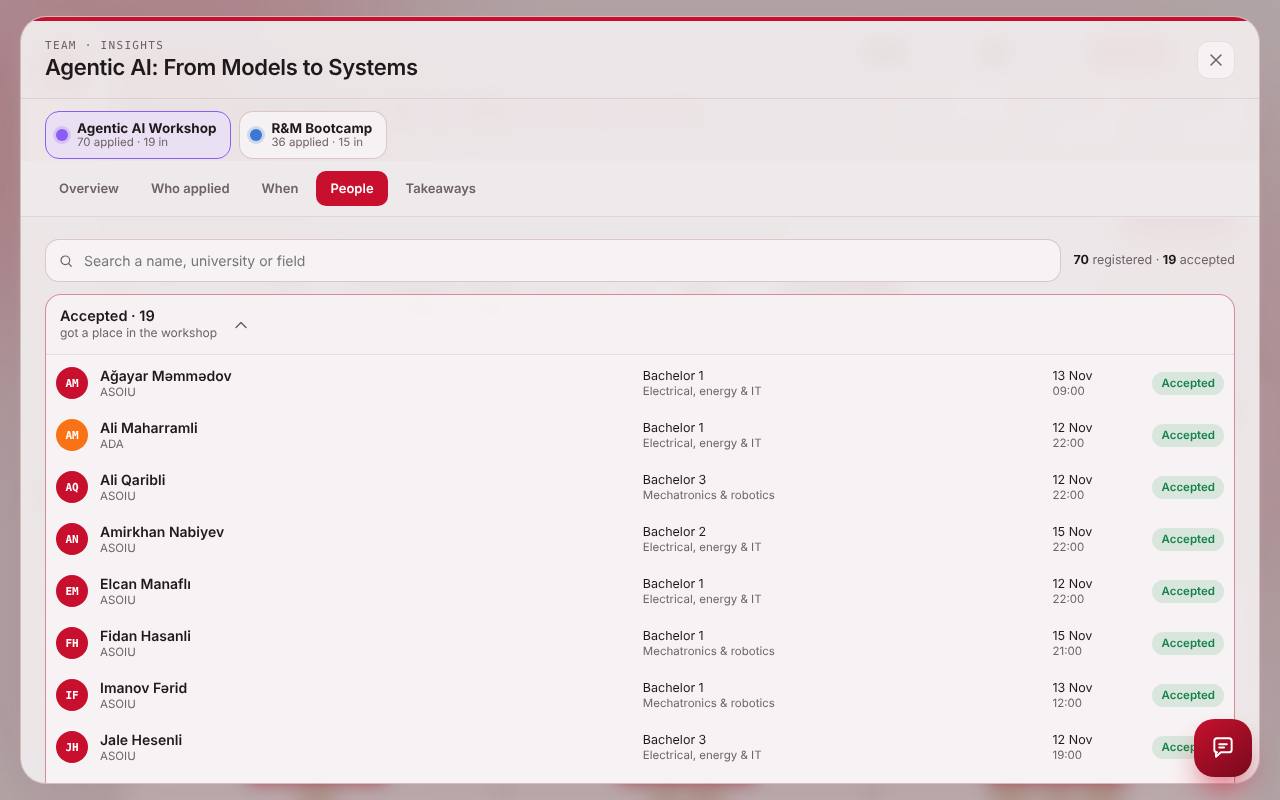 TEAM · INSIGHTS
Agentic AI: From Models to Systems
Agentic AI Workshop
70 applied · 19 in
R&M Bootcamp
36 applied · 15 in
Overview
Who applied
When
People
Takeaways
Search a name, university or field
70 registered · 19 accepted
Accepted · 19
got a place in the workshop
AM
Ağayar Məmmədov
ASOIU
Bachelor 1
Electrical, energy & IT
13 Nov
09:00
Accepted
AM
Ali Maharramli
ADA
Bachelor 1
Electrical, energy & IT
12 Nov
22:00
Accepted
AQ
Ali Qaribli
ASOIU
Bachelor 3
Mechatronics & robotics
12 Nov
22:00
Accepted
AN
Amirkhan Nabiyev
ASOIU
Bachelor 2
Electrical, energy & IT
15 Nov
22:00
Accepted
EM
Elcan Manaflı
ASOIU
Bachelor 1
Electrical, energy & IT
12 Nov
22:00
Accepted
FH
Fidan Hasanli
ASOIU
Bachelor 1
Mechatronics & robotics
15 Nov
21:00
Accepted
IF
Imanov Fərid
ASOIU
Bachelor 1
Mechatronics & robotics
13 Nov
12:00
Accepted
JH
Jale Hesenli
ASOIU
Bachelor 3
Electrical, energy & IT
12 Nov
19:00